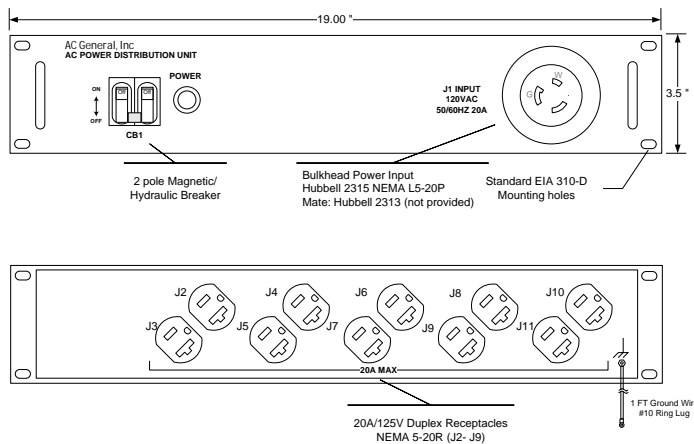 19.00 "
AC General, Inc
AC POWER DISTRIBUTION UNIT
POWER
ON
OFF
Off Off
CB1
J1 INPUT
120VAC
50/60HZ 20A
W
G
3.5 "
2 pole Magnetic/
Hydraulic Breaker
Bulkhead Power Input
Hubbell 2315 NEMA L5-20P
Mate: Hubbell 2313 (not provided)
Standard EIA 310-D
Mounting holes
J2 J4 J6 J8 J10
J3 J5 J7 J9 J11
20A MAX
1 FT Ground Wir
#10 Ring Lug
20A/125V Duplex Receptacles
NEMA 5-20R (J2- J9)